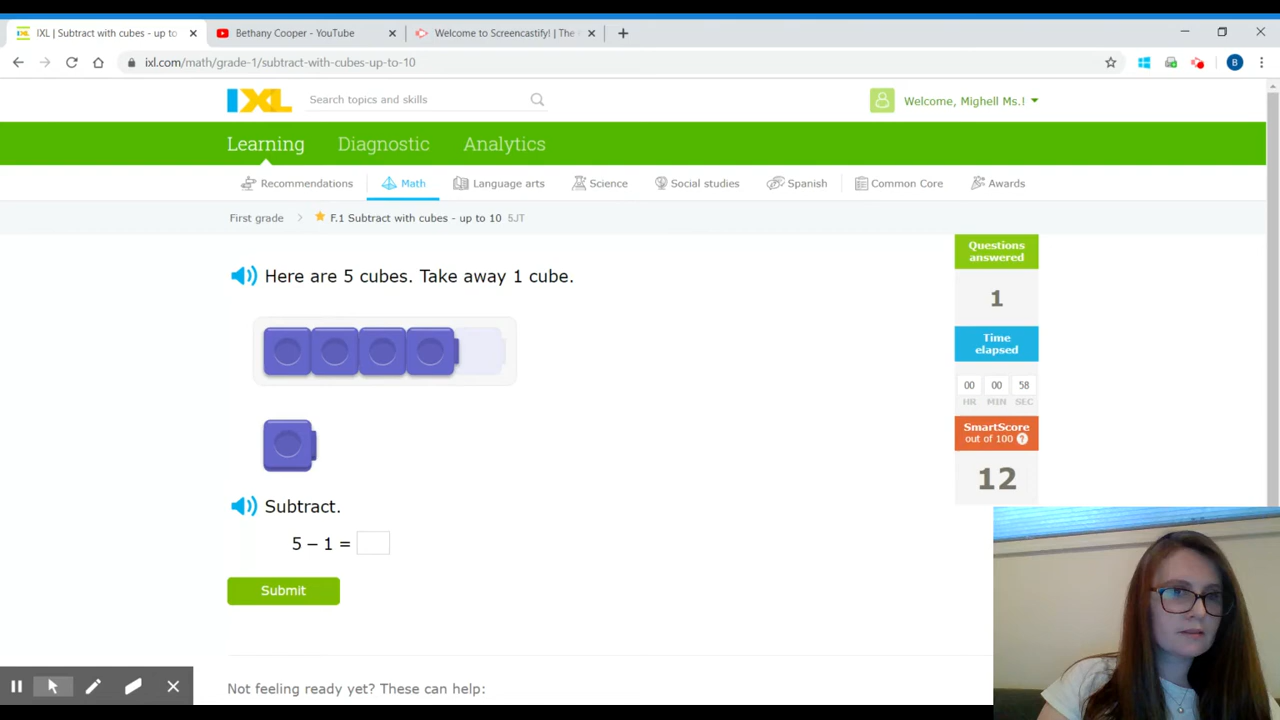 IXL | Subtract with cubes - up to
Bethany Cooper - YouTube
Welcome to Screencastify! | The
ixl.com/math/grade-1/subtract-with-cubes-up-to-10
B
IXL
Search topics and skills
Welcome, Mighell Ms.!
Learning
Diagnostic
Analytics
Recommendations
Math
Language arts
Science
Social studies
Spanish
Common Core
Awards
First grade
F.1 Subtract with cubes - up to 10 5JT
Here are 5 cubes. Take away 1 cube.
Subtract.
5 – 1 =
Submit
Not feeling ready yet? These can help:
Questions
answered
1
Time
elapsed
00 00 58
HR MIN SEC
SmartScore
out of 100 ?
12